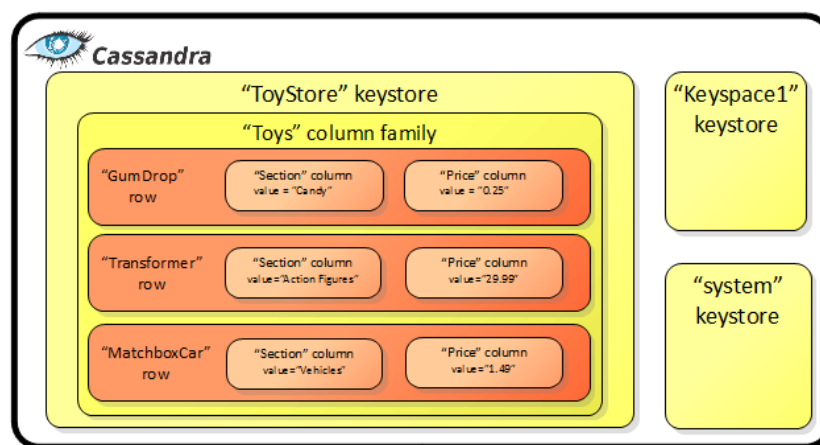 Cassandra
“ToyStore” keystore
“Toys” column family
“GumDrop”
row
“Section” column
value = “Candy”
“Price” column
value = “0.25”
“Transformer”
row
“Section” column
value=“Action Figures”
“Price” column
value=“29.99”
“MatchboxCar”
row
“Section” column
value=“Vehicles”
“Price” column
value=“1.49”
“Keyspace1”
keystore
“system”
keystore